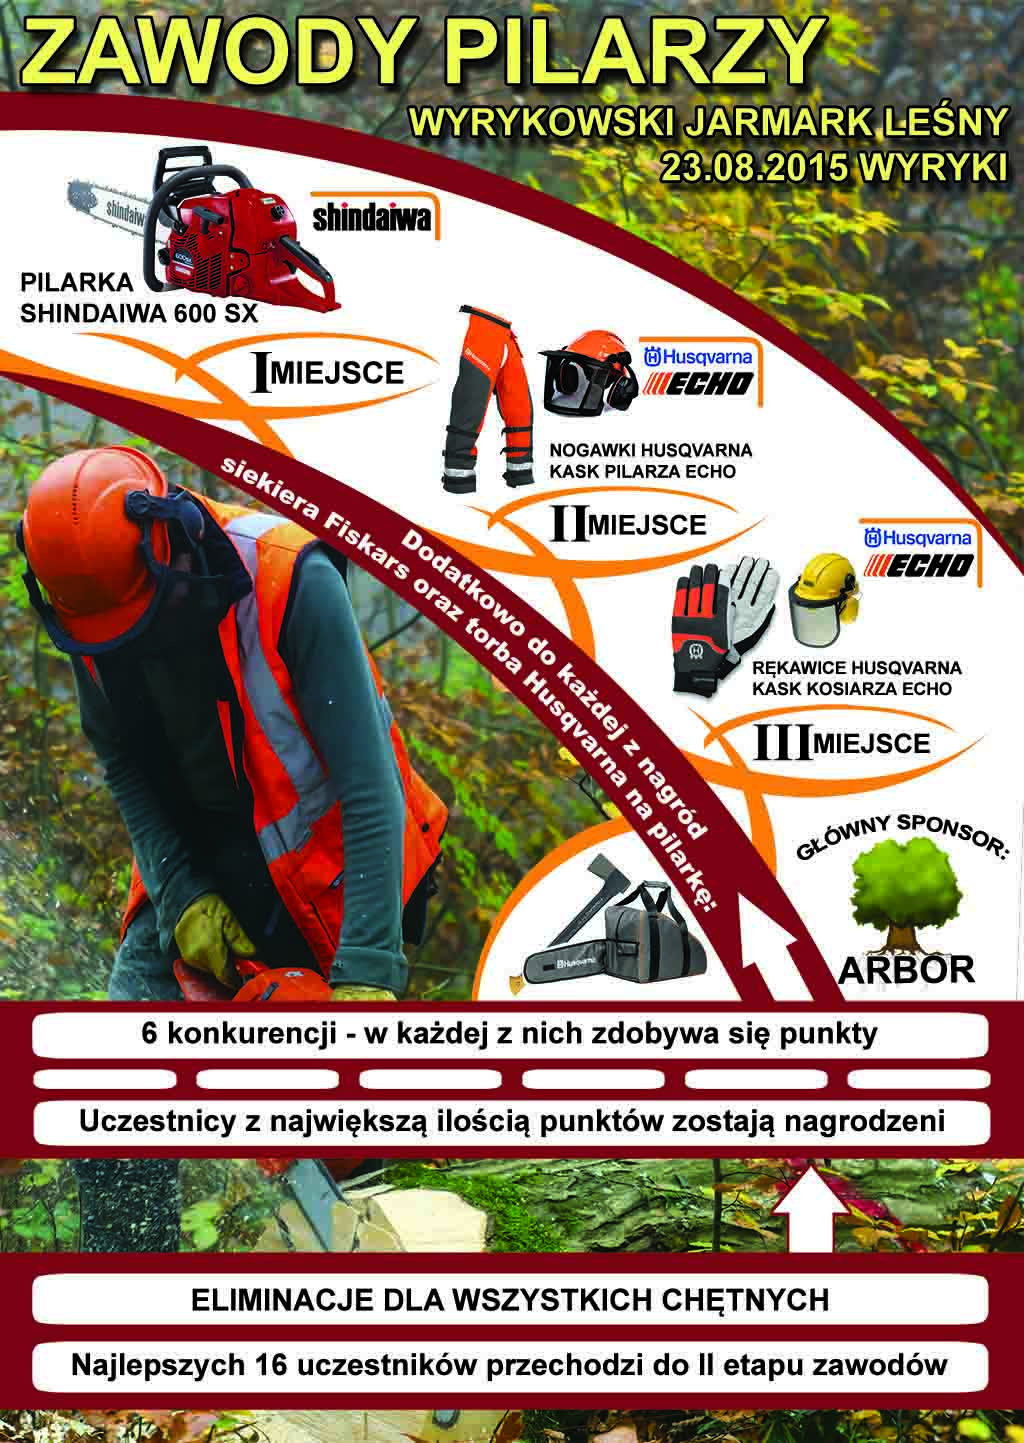 ZAWODY PILARZY
WYRYKOWSKI JARMARK LEŚNY
23.08.2015 WYRYKI
shindaiwa
shindaiwa
PILARKA
SHINDAIWA 600 SX
I MIEJSCE
Husqvarna
ECHO
NOGAWKI HUSQVARNA
KASK PILARZA ECHO
II MIEJSCE
Husqvarna
ECHO
RĘKAWICE HUSQVARNA
KASK KOSIARZA ECHO
III MIEJSCE
Dodatkowo do każdej z nagród
siekiera Fiskars oraz torba Husqvarna na pilarkę:
Husqvarna
GŁÓWNY SPONSOR:
ARBOR
6 konkurencji - w każdej z nich zdobywa się punkty
Uczestnicy z największą ilością punktów zostają nagrodzeni
ELIMINACJE DLA WSZYSTKICH CHĘTNYCH
Najlepszych 16 uczestników przechodzi do II etapu zawodów